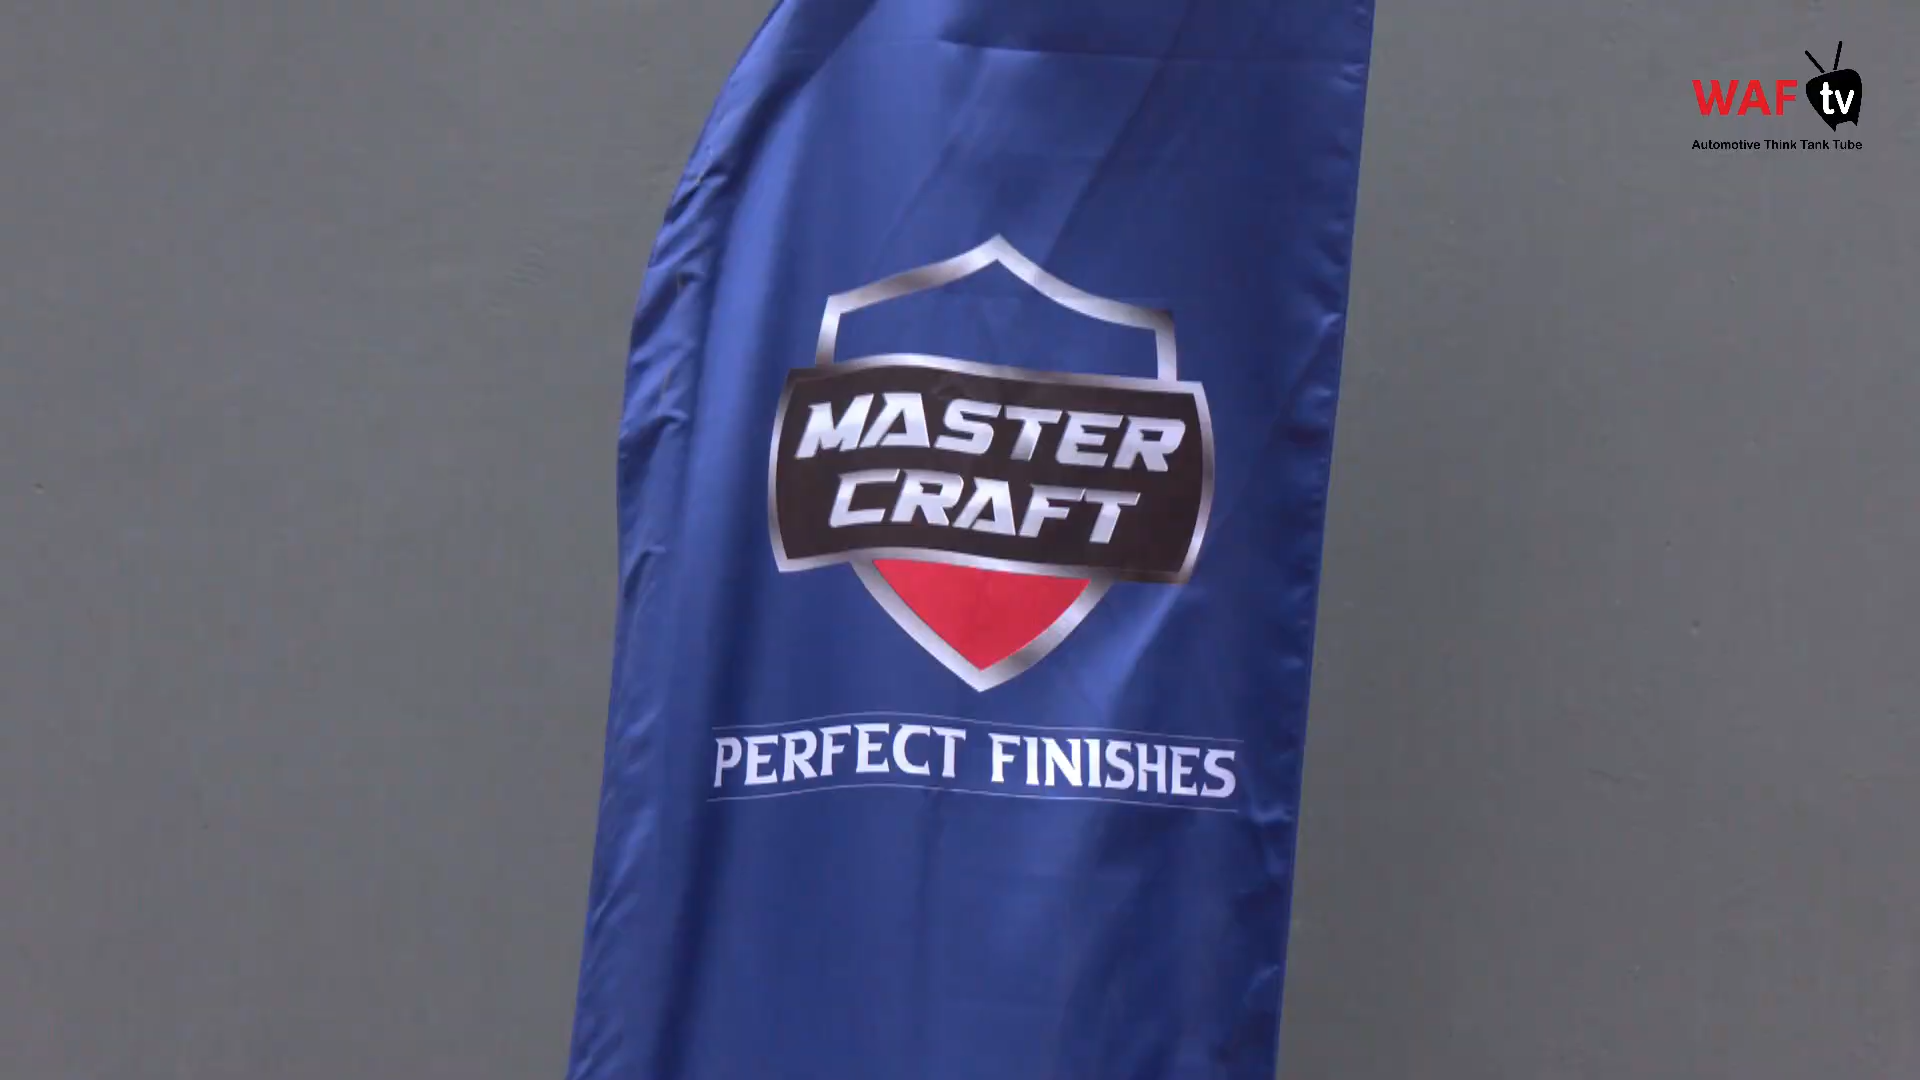 WAF tv
Automotive Think Tank Tube
MASTER
CRAFT
PERFECT FINISHES